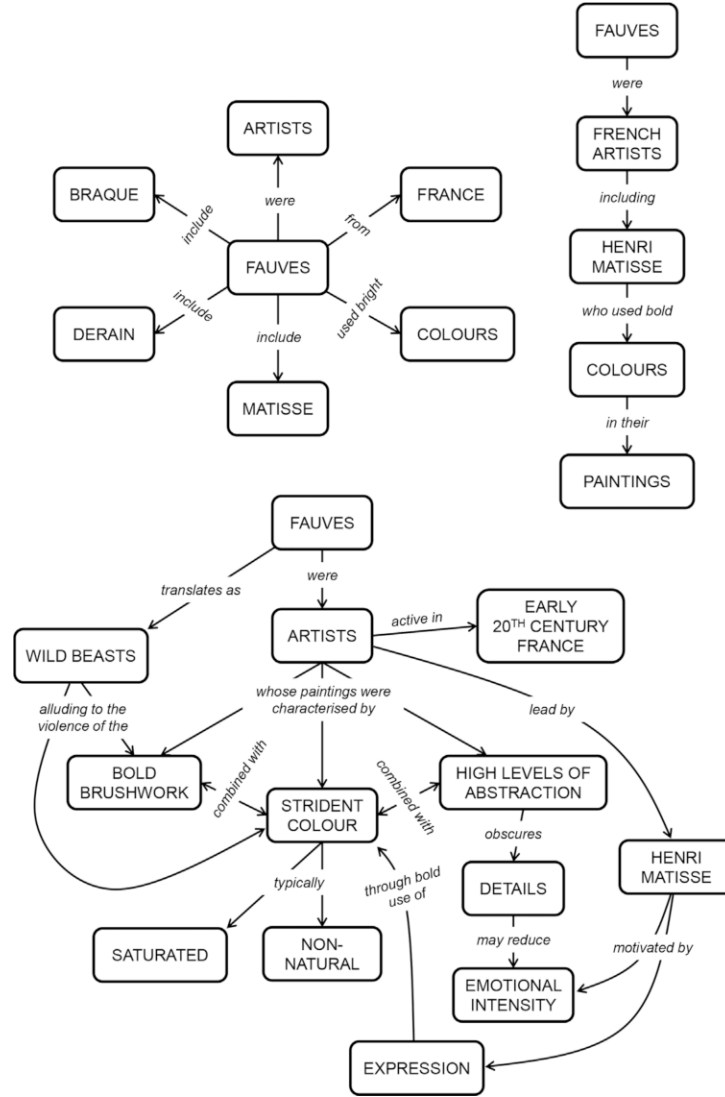 FAUVES
were
FRENCH
ARTISTS
including
HENRI
MATISSE
who used bold
COLOURS
in their
PAINTINGS
ARTISTS
BRAQUE
FRANCE
include
were
from
FAUVES
include
include
used bright
DERAIN
COLOURS
MATISSE
FAUVES
were
translates as
ARTISTS
active in
EARLY
20TH CENTURY
FRANCE
WILD BEASTS
alluding to the
violence of the
whose paintings were
characterised by
lead by
BOLD
BRUSHWORK
combined with
STRIDENT
COLOUR
combined with
HIGH LEVELS OF
ABSTRACTION
obscures
HENRI
MATISSE
typically
through bold
use of
DETAILS
SATURATED
NON-
NATURAL
may reduce
motivated by
EMOTIONAL
INTENSITY
EXPRESSION